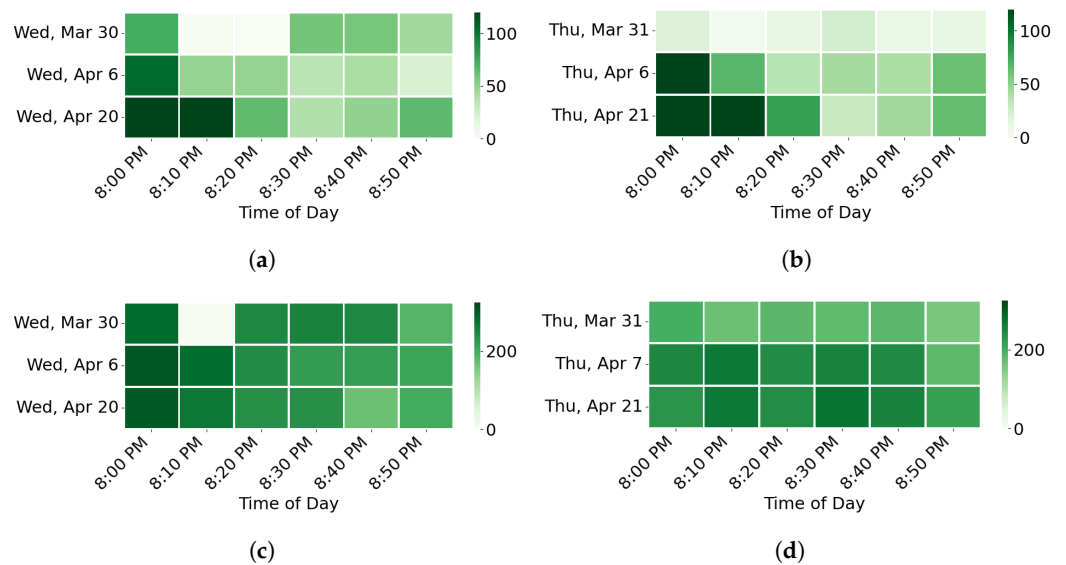 Wed, Mar 30
Wed, Apr 6
Wed, Apr 20
100
50
0
8:00 PM
8:10 PM
8:20 PM
8:30 PM
8:40 PM
8:50 PM
Time of Day
(a)
Thu, Mar 31
Thu, Apr 6
Thu, Apr 21
100
50
0
8:00 PM
8:10 PM
8:20 PM
8:30 PM
8:40 PM
8:50 PM
Time of Day
(b)
Wed, Mar 30
Wed, Apr 6
Wed, Apr 20
200
0
8:00 PM
8:10 PM
8:20 PM
8:30 PM
8:40 PM
8:50 PM
Time of Day
(c)
Thu, Mar 31
Thu, Apr 7
Thu, Apr 21
200
0
8:00 PM
8:10 PM
8:20 PM
8:30 PM
8:40 PM
8:50 PM
Time of Day
(d)